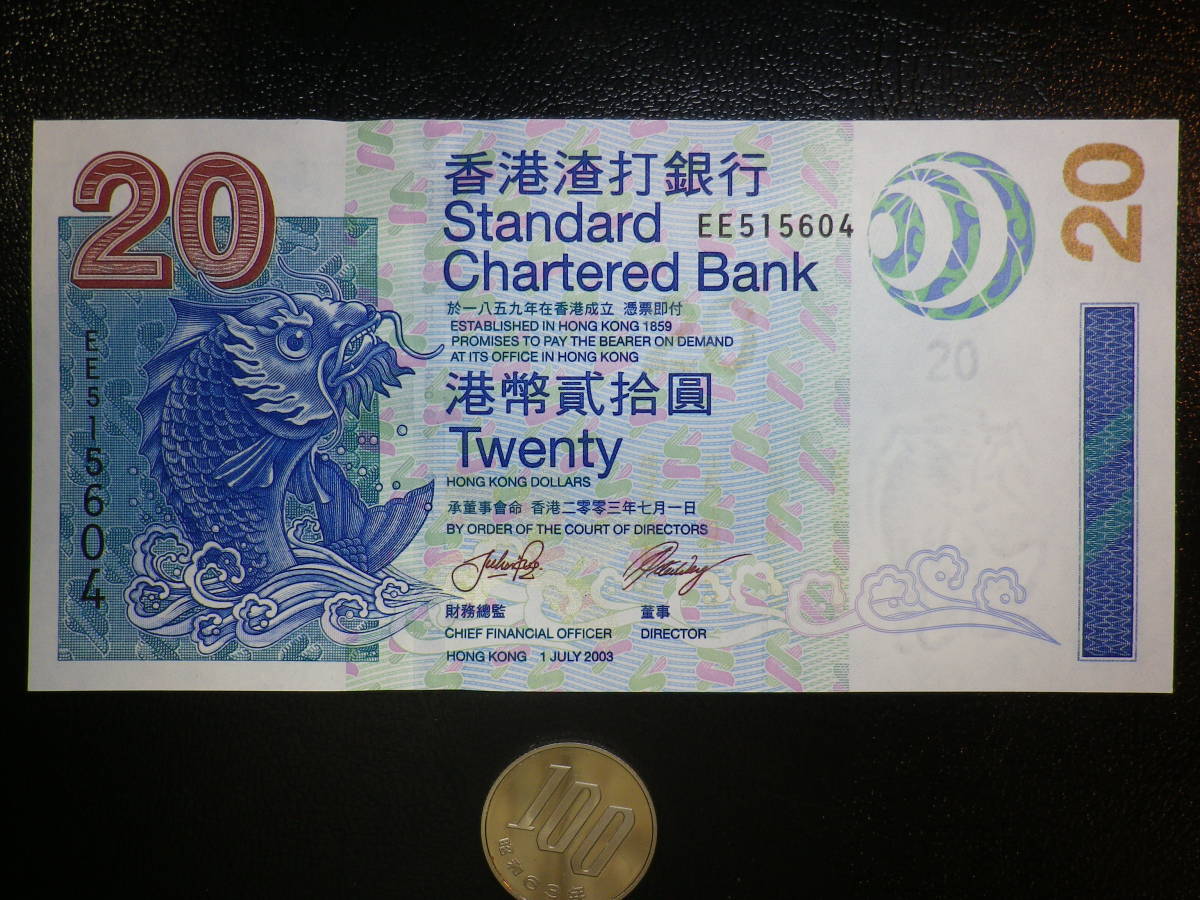 20
香港渣打銀行
Standard
Chartered Bank
EE515604
20
於一八五九年在香港成立 憑票即付
ESTABLISHED IN HONG KONG 1859
PROMISES TO PAY THE BEARER ON DEMAND
AT ITS OFFICE IN HONG KONG
20
EE515604
港幣貳拾圓
Twenty
HONG KONG DOLLARS
承董事會命 香港二零零三年七月一日
BY ORDER OF THE COURT OF DIRECTORS
財務總監 董事
CHIEF FINANCIAL OFFICER DIRECTOR
HONG KONG 1 JULY 2003
100
昭和63年